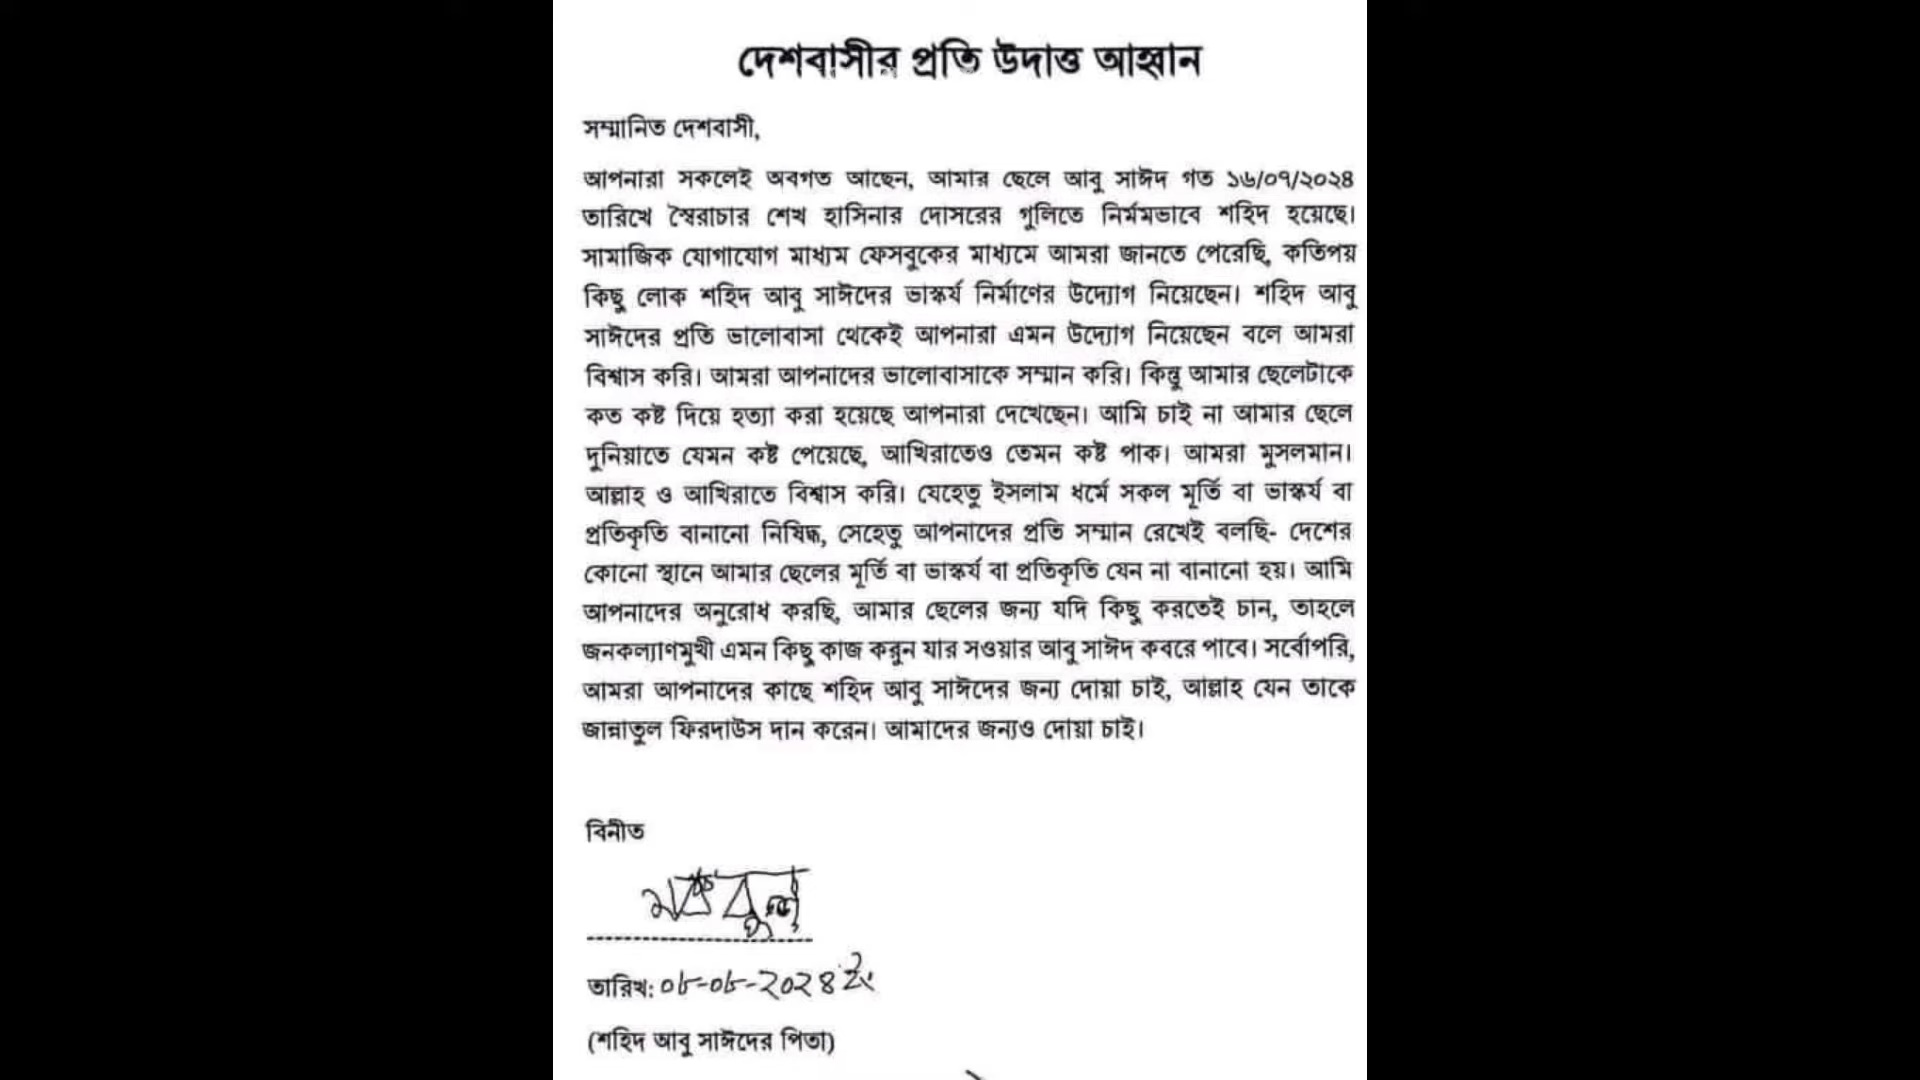 দেশবাসীর প্রতি উদাত্ত আহ্বান
সম্মানিত দেশবাসী,
আপনারা সকলেই অবগত আছেন, আমার ছেলে আবু সাঈদ গত ১৬/০৭/২০২৪
তারিখে স্বৈরাচার শেখ হাসিনার দোসরের গুলিতে নির্মমভাবে শহিদ হয়েছে।
সামাজিক যোগাযোগ মাধ্যম ফেসবুকের মাধ্যমে আমরা জানতে পেরেছি, কতিপয়
কিছু লোক শহিদ আবু সাঈদের ভাস্কর্য নির্মাণের উদ্যোগ নিয়েছেন। শহিদ আবু
সাঈদের প্রতি ভালোবাসা থেকেই আপনারা এমন উদ্যোগ নিয়েছেন বলে আমরা
বিশ্বাস করি। আমরা আপনাদের ভালোবাসাকে সম্মান করি। কিন্তু আমার ছেলেটাকে
কত কষ্ট দিয়ে হত্যা করা হয়েছে আপনারা দেখেছেন। আমি চাই না আমার ছেলে
দুনিয়াতে যেমন কষ্ট পেয়েছে, আখিরাতেও তেমন কষ্ট পাক। আমরা মুসলমান।
আল্লাহ ও আখিরাতে বিশ্বাস করি। যেহেতু ইসলাম ধর্মে সকল মূর্তি বা ভাস্কর্য বা
প্রতিকৃতি বানানো নিষিদ্ধ, সেহেতু আপনাদের প্রতি সম্মান রেখেই বলছি- দেশের
কোনো স্থানে আমার ছেলের মূর্তি বা ভাস্কর্য বা প্রতিকৃতি যেন না বানানো হয়। আমি
আপনাদের অনুরোধ করছি, আমার ছেলের জন্য যদি কিছু করতেই চান, তাহলে
জনকল্যাণমুখী এমন কিছু কাজ করুন যার সওয়ার আবু সাঈদ কবরে পাবে। সর্বোপরি,
আমরা আপনাদের কাছে শহিদ আবু সাঈদের জন্য দোয়া চাই, আল্লাহ যেন তাকে
জান্নাতুল ফিরদাউস দান করেন। আমাদের জন্যও দোয়া চাই।
বিনীত
মকবুল
তারিখ: ০৮-০৮-২০২৪ ইং
(শহিদ আবু সাঈদের পিতা)